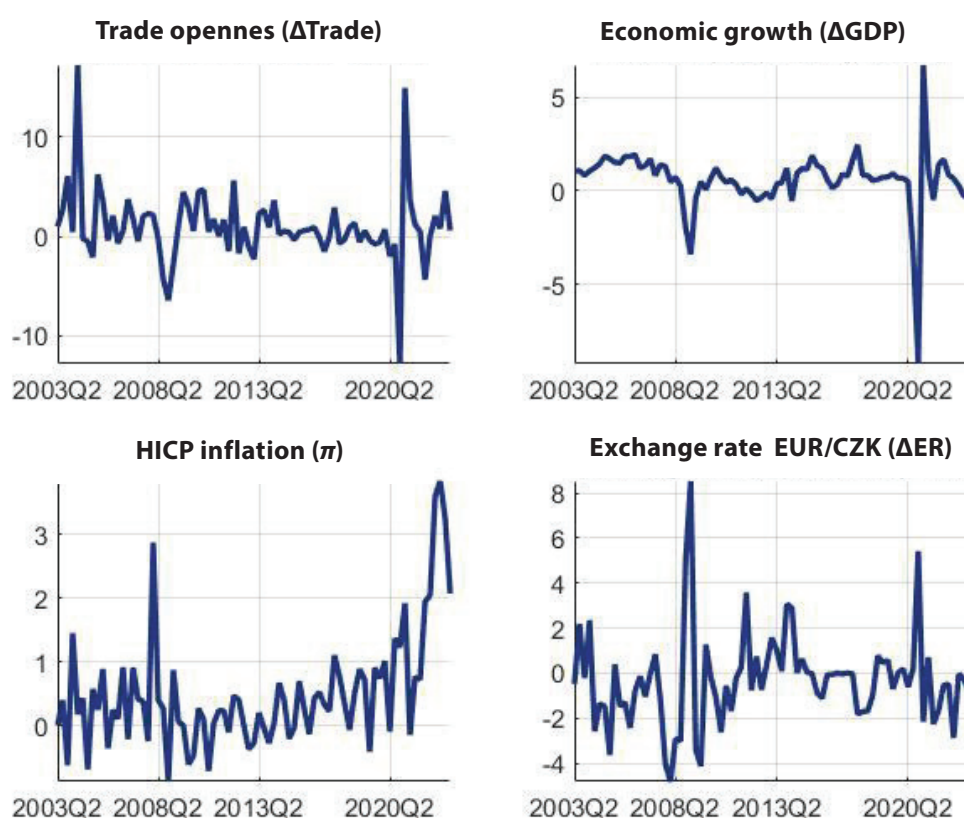 Trade opennes (ΔTrade)
10
0
-10
2003Q2 2008Q2 2013Q2 2020Q2
Economic growth (ΔGDP)
5
0
-5
2003Q2 2008Q2 2013Q2 2020Q2
HICP inflation (π)
3
2
1
0
2003Q2 2008Q2 2013Q2 2020Q2
Exchange rate EUR/CZK (ΔER)
8
6
4
2
0
-2
-4
2003Q2 2008Q2 2013Q2 2020Q2